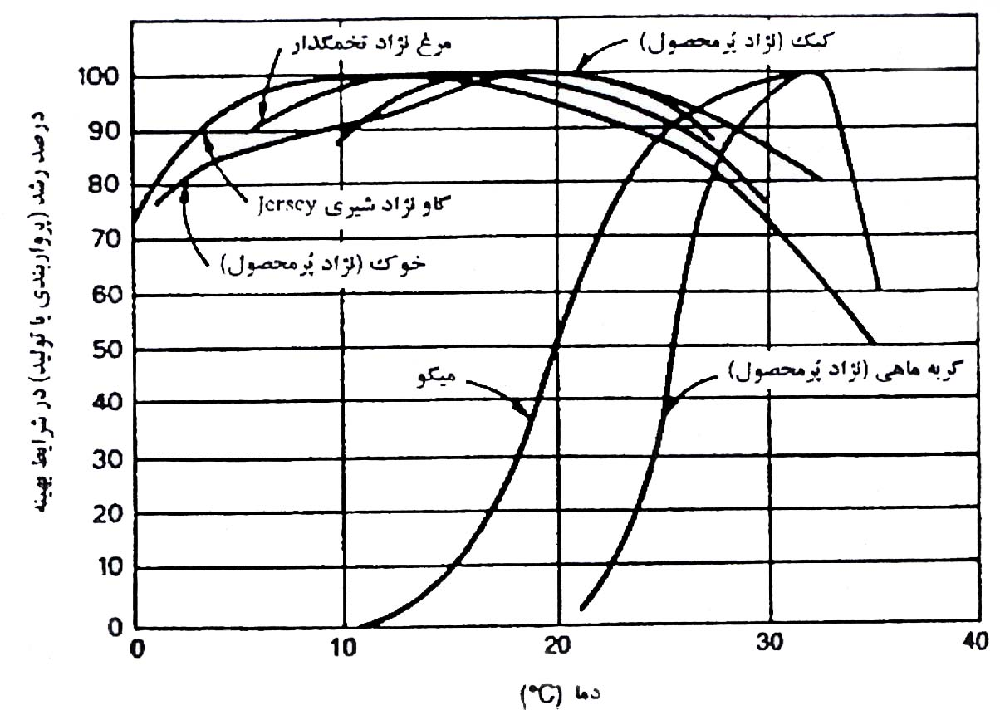 کبک (نژاد پُرمحصول)
مرغ نژاد تخمگذار
گاو نژاد شیری Jersey
خوک (نژاد پُرمحصول)
میگو
گربه ماهی (نژاد پُرمحصول)
درصد رشد (پرواربندی یا تولید) در شرایط بهینه
100
90
80
70
60
50
40
30
20
10
0
0 10 20 30 40
دما (°C)